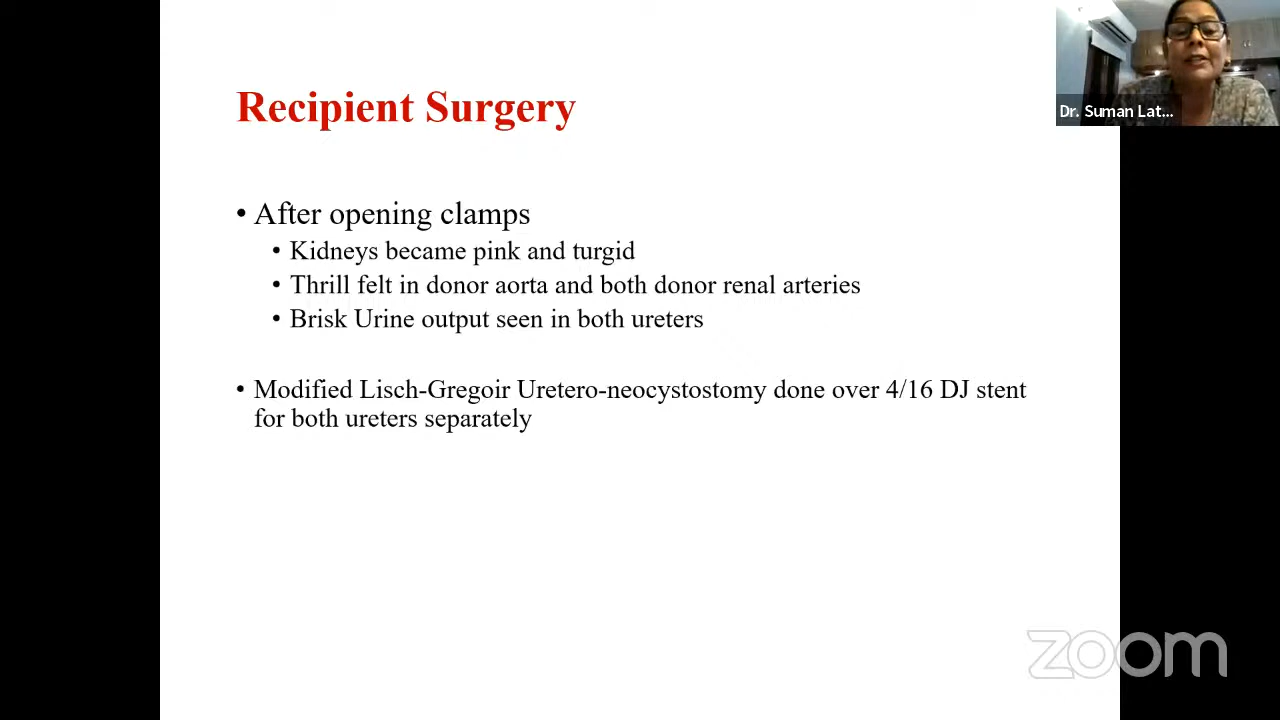 Recipient Surgery
Dr. Suman Lat...
• After opening clamps
• Kidneys became pink and turgid
• Thrill felt in donor aorta and both donor renal arteries
• Brisk Urine output seen in both ureters
• Modified Lisch-Gregoir Uretero-neocystostomy done over 4/16 DJ stent
for both ureters separately
zoom